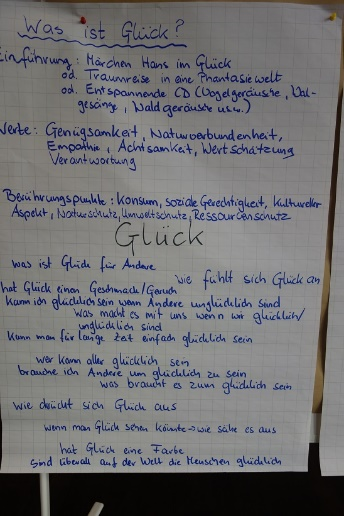 Was ist Glück?
Einführung: Märchen Hans im Glück
od. Traumreise in eine Phantasiewelt
od. Entspannende CD (Vogelgeräusche, Wal-
gesänge, Waldgeräusche usw.)
Werte: Genügsamkeit, Naturverbundenheit,
Empathie, Achtsamkeit, Wertschätzung
Verantwortung
Berührungspunkte: Konsum, soziale Gerechtigkeit, Kultureller
Aspekt, Naturschutz, Umweltschutz, Ressourcenschutz
Glück
was ist Glück für Andere
wie fühlt sich Glück an
hat Glück einen Geschmack/Geruch
kann ich glücklich sein wenn Andere unglücklich sind
was macht es mit uns wenn wir glücklich/
unglücklich sind
kann man für lange Zeit einfach glücklich sein
wer kann aller glücklich sein
brauche ich Andere um glücklich zu sein
was braucht es zum glücklich sein
wie drückt sich Glück aus
wenn man Glück sehen könnte → wie sähe es aus
hat Glück eine Farbe
Sind überall auf der Welt die Menschen glücklich